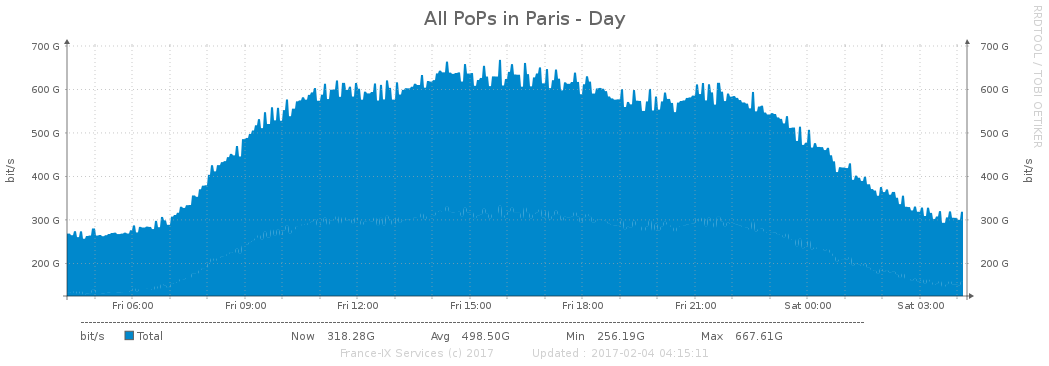 All PoPs in Paris - Day
RRDTOOL / TOBI OETIKER
700 G 700 G
600 G 600 G
500 G 500 G
400 G 400 G
300 G 300 G
200 G 200 G
bit/s
bit/s
Fri 06:00 Fri 09:00 Fri 12:00 Fri 15:00 Fri 18:00 Fri 21:00 Sat 00:00 Sat 03:00
bit/s Total Now 318.28G Avg 498.50G Min 256.19G Max 667.61G
France-IX Services (c) 2017 Updated : 2017-02-04 04:15:11